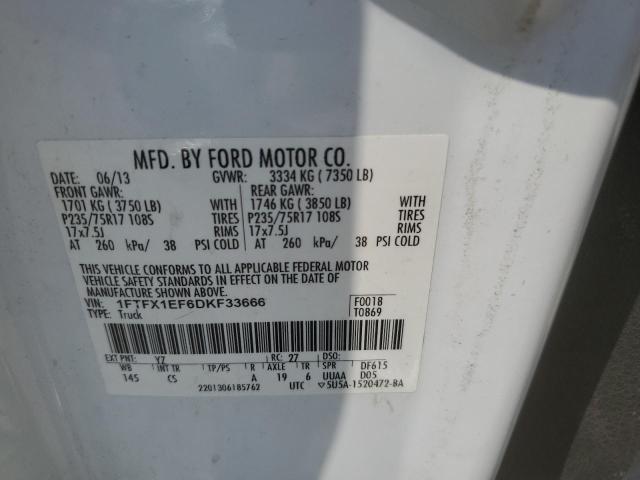 MFD. BY FORD MOTOR CO.
DATE: 06/13 GVWR: 3334 KG ( 7350 LB)
FRONT GAWR: REAR GAWR:
1701 KG ( 3750 LB) WITH 1746 KG ( 3850 LB) WITH
P235/75R17 108S TIRES P235/75R17 108S TIRES
17x7.5J RIMS 17x7.5J RIMS
AT 260 kPa/ 38 PSI COLD AT 260 kPa/ 38 PSI COLD
THIS VEHICLE CONFORMS TO ALL APPLICABLE FEDERAL MOTOR
VEHICLE SAFETY STANDARDS IN EFFECT ON THE DATE OF
MANUFACTURE SHOWN ABOVE.
VIN: 1FTFX1EF6DKF33666 F0018
TYPE: Truck T0869
EXT PNT: YZ RC: 27 DSO:
WB INT TR TP/PS R AXLE TR SPR DF615
145 CS A 19 6 UUAA D05
2201306185762 UTC 5U5A-1520472-BA